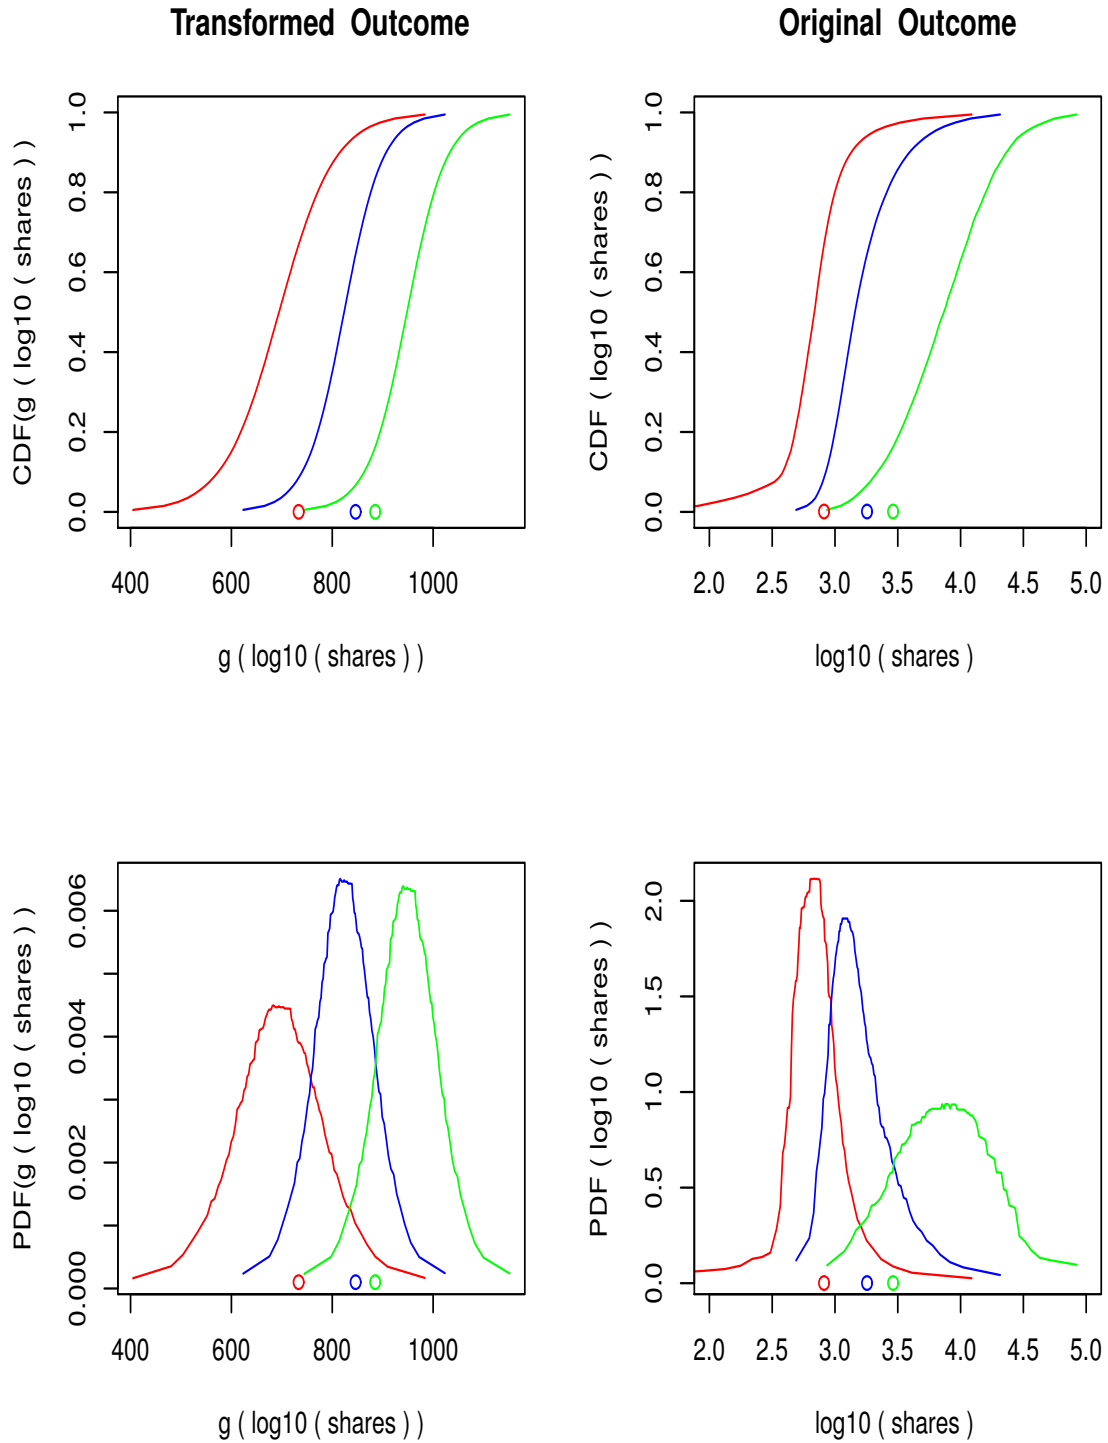 Transformed Outcome
CDF(g ( log10 ( shares ) )
0.0 0.2 0.4 0.6 0.8 1.0
400 600 800 1000
g ( log10 ( shares ) )
Original Outcome
CDF ( log10 ( shares ) )
0.0 0.2 0.4 0.6 0.8 1.0
2.0 2.5 3.0 3.5 4.0 4.5 5.0
log10 ( shares )
PDF(g ( log10 ( shares ) )
0.000 0.002 0.004 0.006
400 600 800 1000
g ( log10 ( shares ) )
PDF ( log10 ( shares ) )
0.0 0.5 1.0 1.5 2.0
2.0 2.5 3.0 3.5 4.0 4.5 5.0
log10 ( shares )